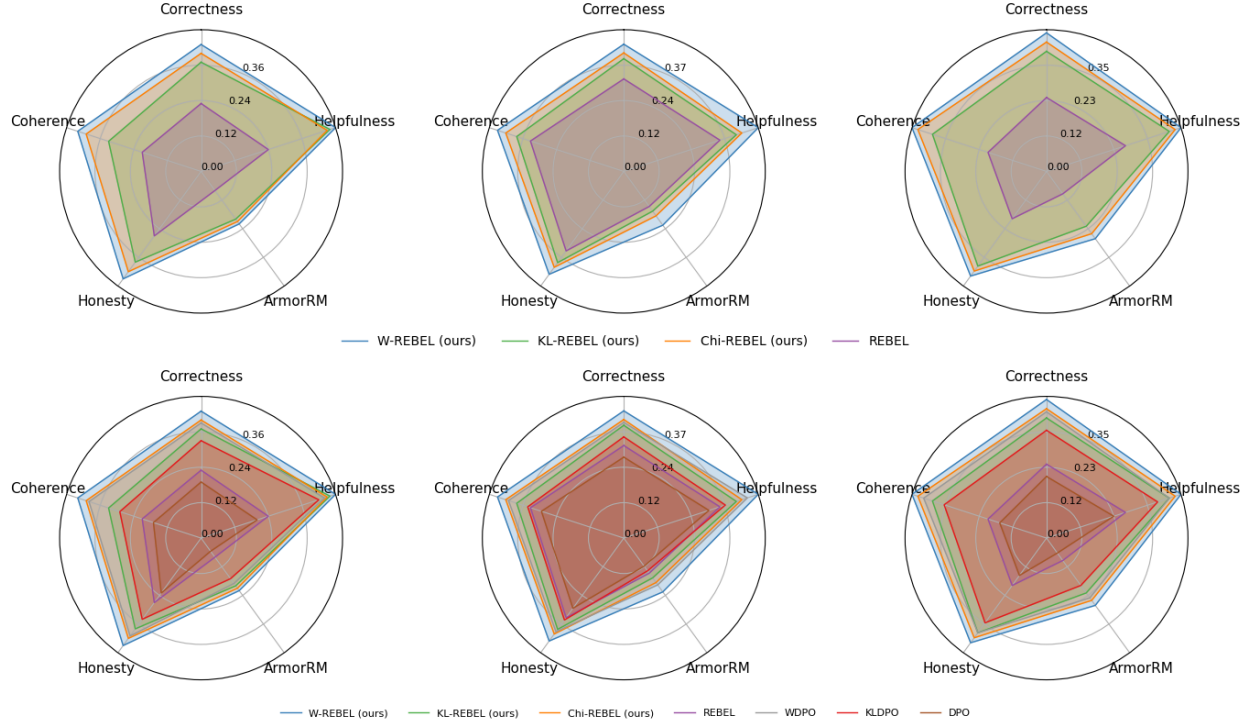 Correctness
Correctness
Correctness
0.36
0.37
0.35
0.24
0.24
0.23
Coherence
Helpfulness
Coherence
Helpfulness
Coherence
Helpfulness
0.12
0.12
0.12
0.00
0.00
0.00
Honesty
ArmorRM
Honesty
ArmorRM
Honesty
ArmorRM
W-REBEL (ours) KL-REBEL (ours) Chi-REBEL (ours) REBEL
Correctness
Correctness
Correctness
0.36
0.37
0.35
0.24
0.24
0.23
Coherence
Helpfulness
Coherence
Helpfulness
Coherence
Helpfulness
0.12
0.12
0.12
0.00
0.00
0.00
Honesty
ArmorRM
Honesty
ArmorRM
Honesty
ArmorRM
W-REBEL (ours) KL-REBEL (ours) Chi-REBEL (ours) REBEL WDPO KLDPO DPO